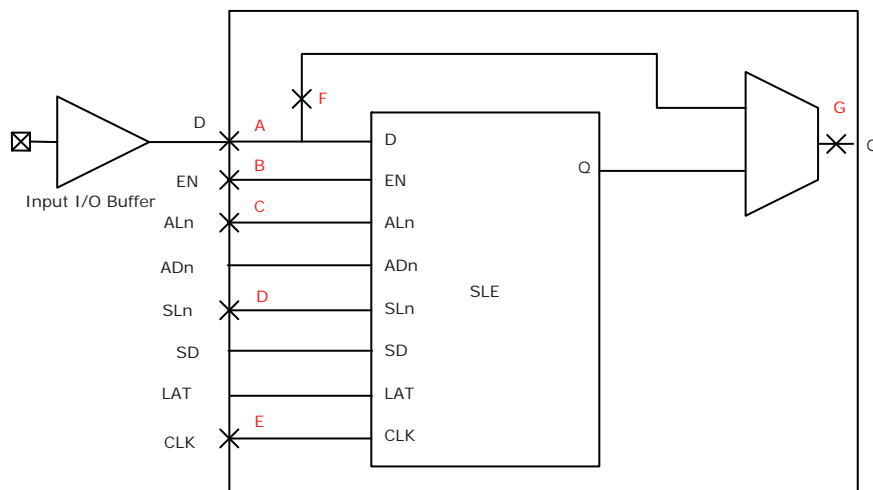 F
G
D
A
D
Q
EN
B
EN
Input I/O Buffer
ALn
C
ALn
ADn
ADn
SLE
SLn
D
SLn
SD
SD
LAT
LAT
CLK
E
CLK